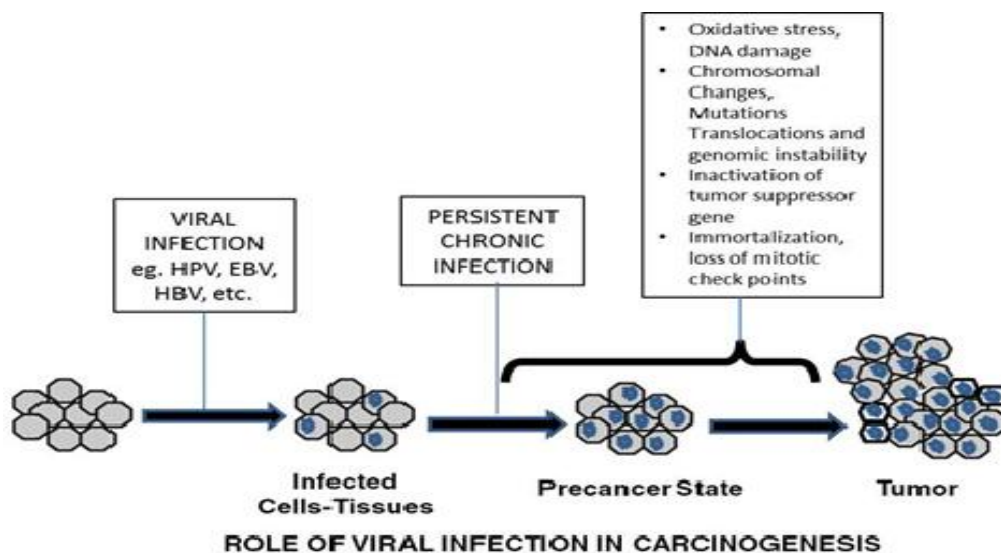 VIRAL
INFECTION
eg. HPV, EBV,
HBV, etc.
PERSISTENT
CHRONIC
INFECTION
• Oxidative stress,
DNA damage
• Chromosomal
Changes,
Mutations
Translocations and
genomic instability
• Inactivation of
tumor suppressor
gene
• Immortalization,
loss of mitotic
check points
Infected
Cells-Tissues
Precancer State
Tumor
ROLE OF VIRAL INFECTION IN CARCINOGENESIS